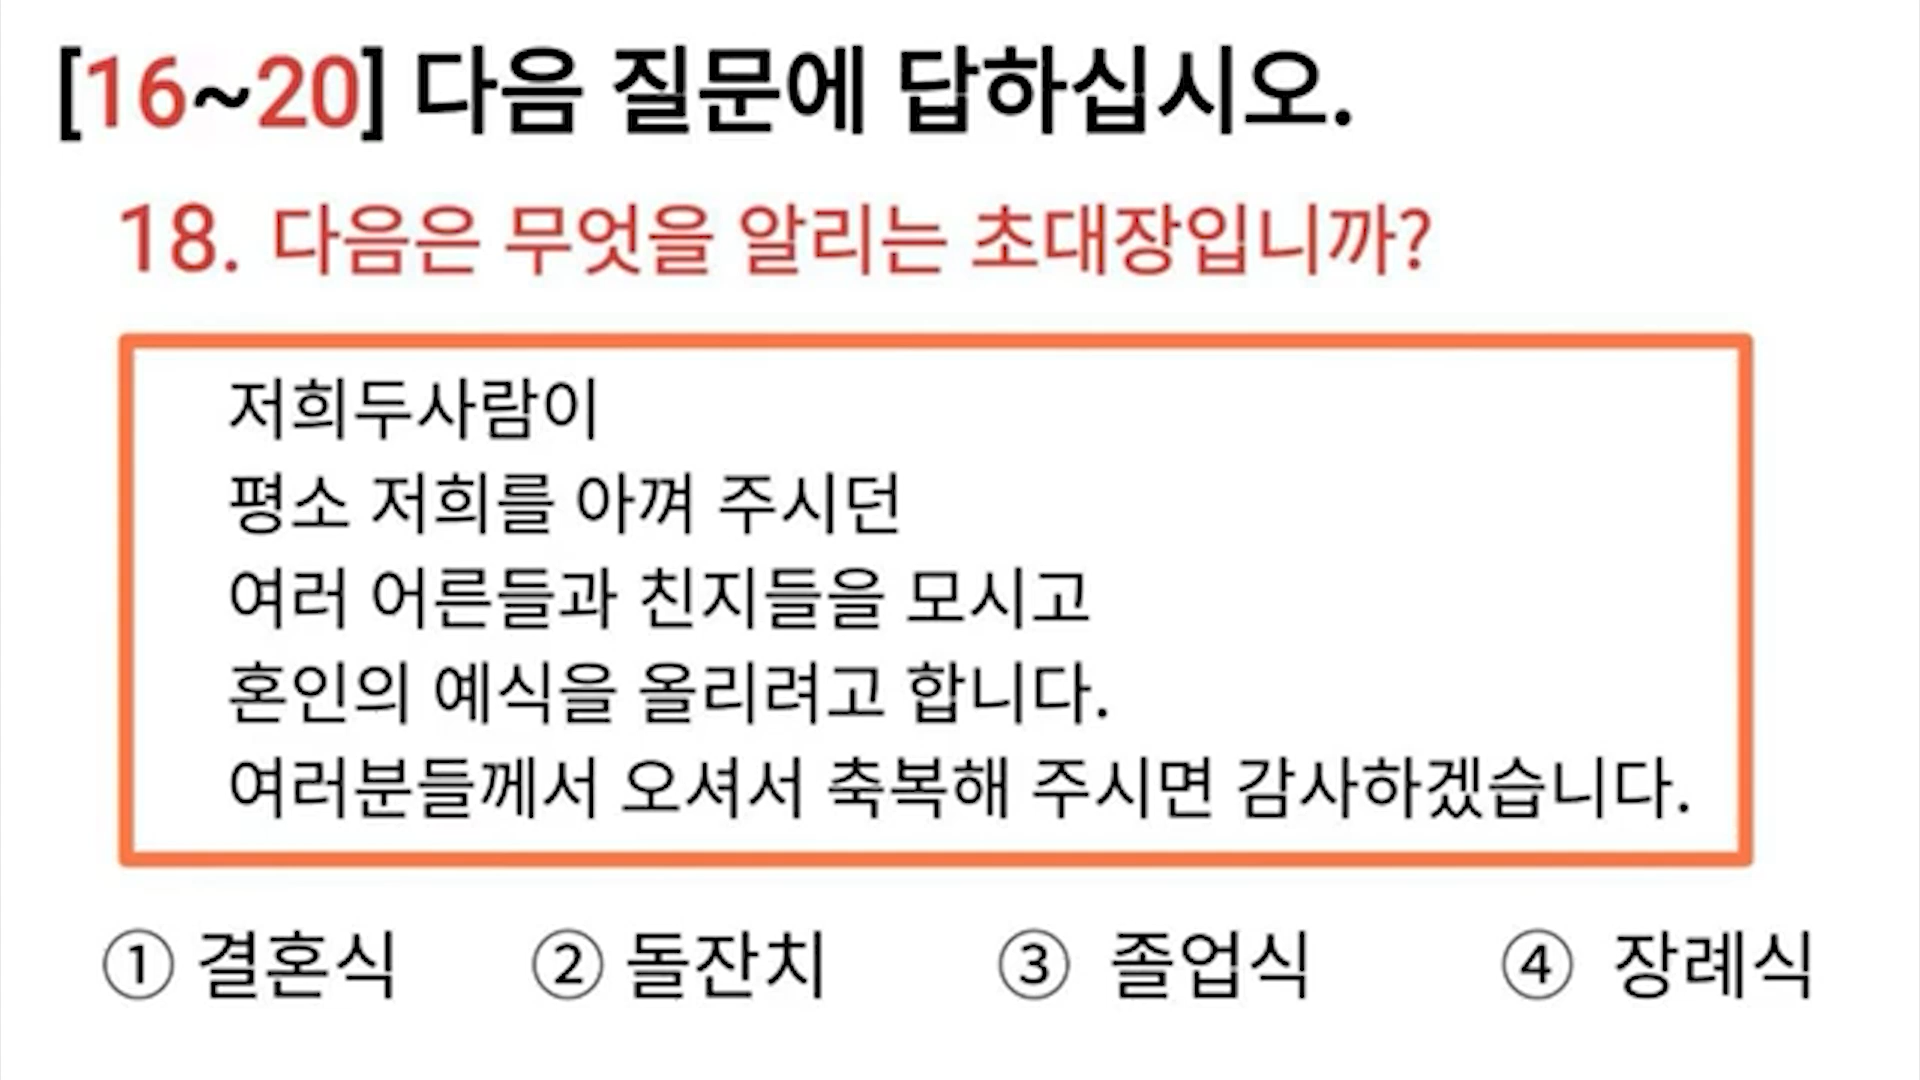 [16~20] 다음 질문에 답하십시오.
18. 다음은 무엇을 알리는 초대장입니까?
저희두사람이
평소 저희를 아껴 주시던
여러 어른들과 친지들을 모시고
혼인의 예식을 올리려고 합니다.
여러분들께서 오셔서 축복해 주시면 감사하겠습니다.
① 결혼식 ② 돌잔치 ③ 졸업식 ④ 장례식